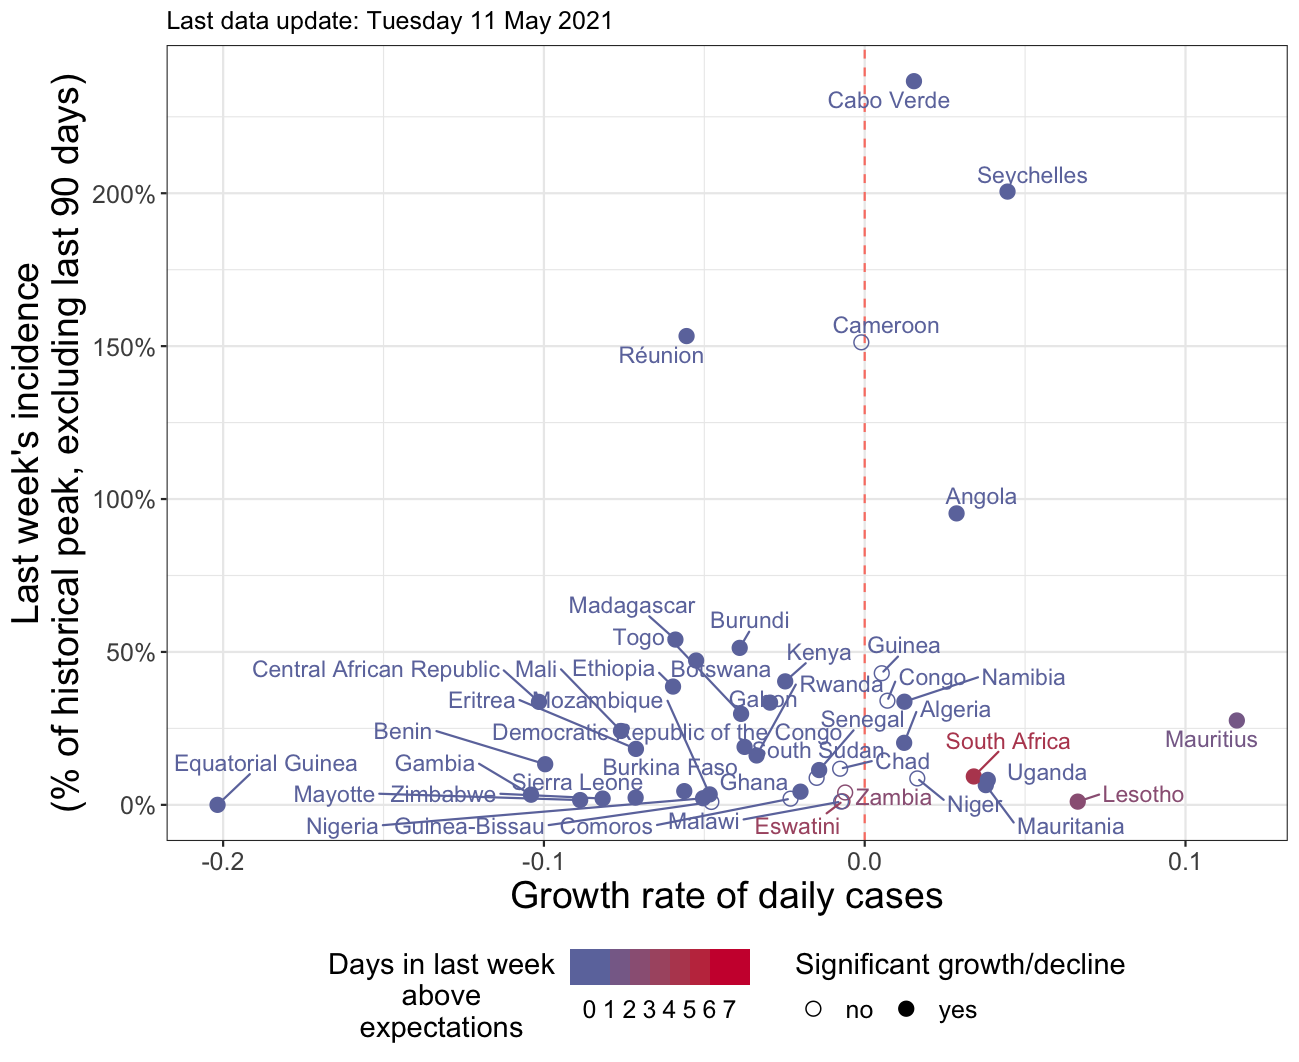 Last data update: Tuesday 11 May 2021
Last week's incidence
(% of historical peak, excluding last 90 days)
200%
150%
100%
50%
0%
Cabo Verde
Seychelles
Cameroon
Réunion
Angola
Madagascar
Burundi
Togo
Guinea
Kenya
Central African Republic
Mali
Ethiopia
Botswana
Congo
Namibia
Rwanda
Eritrea
Mozambique
Gabon
Algeria
Senegal
Benin
Democratic Republic of the Congo
South Africa
Mauritius
South Sudan
Equatorial Guinea
Gambia
Burkina Faso
Chad
Uganda
Sierra Leone
Ghana
Mayotte
Zimbabwe
Zambia
Lesotho
Niger
Nigeria
Guinea-Bissau
Comoros
Malawi
Eswatini
Mauritania
-0.2
-0.1
0.0
0.1
Growth rate of daily cases
Days in last week
above
expectations
0 1 2 3 4 5 6 7
Significant growth/decline
no
yes